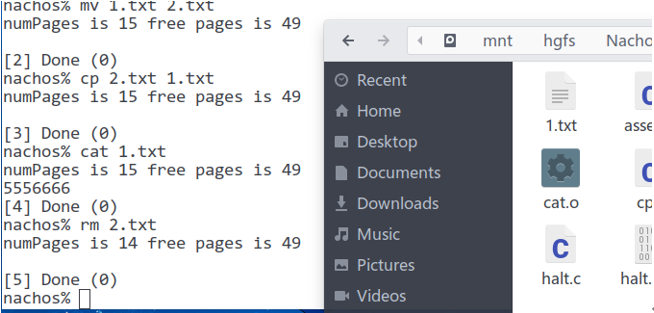 nachos% mv 1.txt 2.txt
numPages is 15 free pages is 49
[2] Done (0)
nachos% cp 2.txt 1.txt
numPages is 15 free pages is 49
[3] Done (0)
nachos% cat 1.txt
numPages is 15 free pages is 49
5556666
[4] Done (0)
nachos% rm 2.txt
numPages is 14 free pages is 49
[5] Done (0)
nachos%
mnt hgfs Nacho
Recent
Home
Desktop
Documents
Downloads
Music
Pictures
Videos
1.txt asse
cat.o cp
halt.c halt.